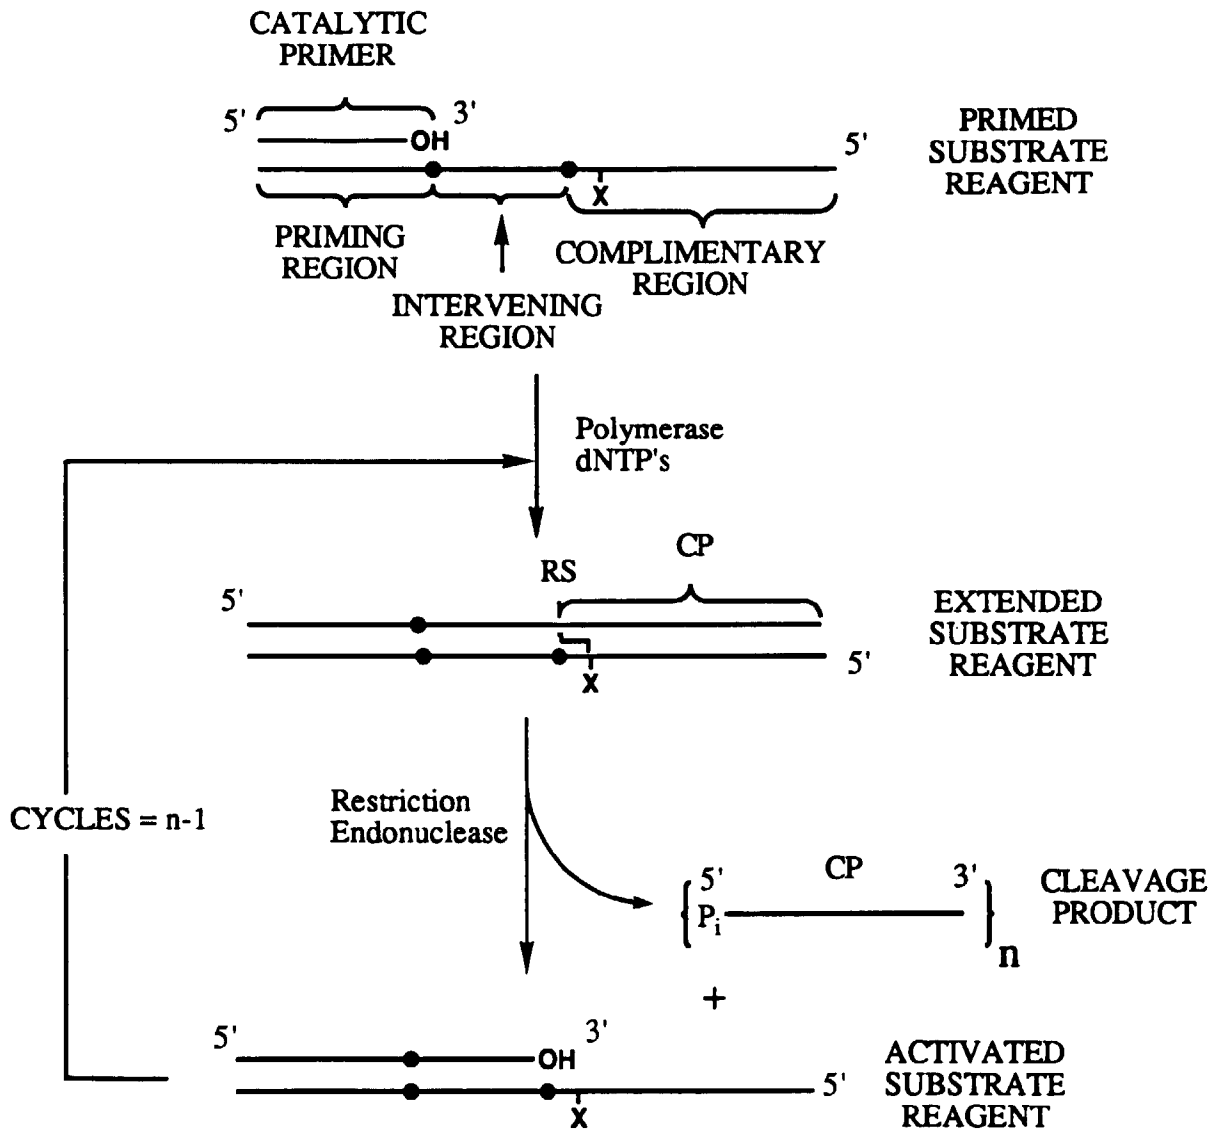 CATALYTIC
PRIMER
5' 3'
OH
5'
X
PRIMED
SUBSTRATE
REAGENT
PRIMING
REGION
INTERVENING
REGION
COMPLIMENTARY
REGION
Polymerase
dNTP's
RS
CP
5'
5'
X
EXTENDED
SUBSTRATE
REAGENT
CYCLES = n-1
Restriction
Endonuclease
5' CP 3'
Pi
n
CLEAVAGE
PRODUCT
+
5' 3'
OH
5'
X
ACTIVATED
SUBSTRATE
REAGENT